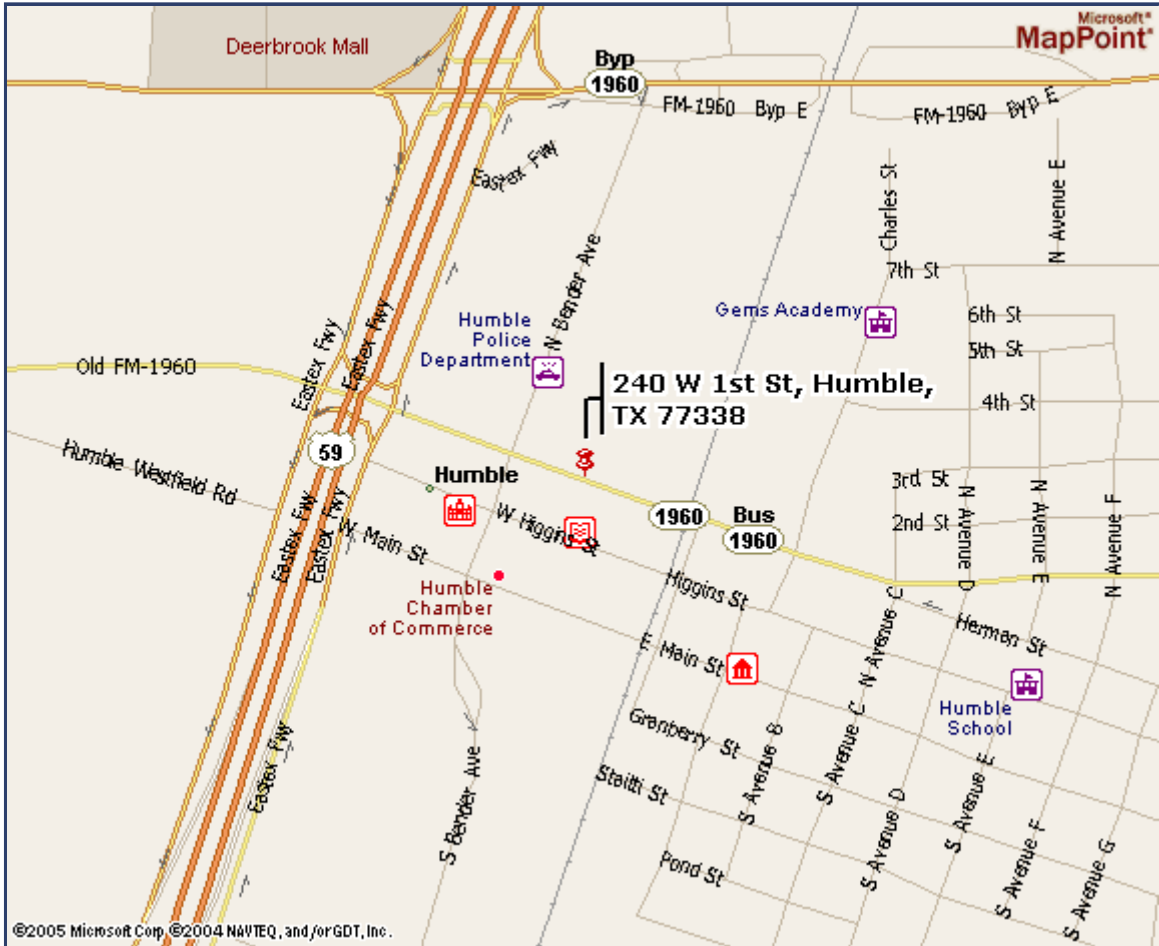 Microsoft®
MapPoint®
Deerbrook Mall
Byp
1960
FM-1960 Byp E
FM-1960 Byp E
Eastex Fwy
Charles St
N Avenue E
N Bender Ave
7th St
Gems Academy
6th St
Humble
Police
Department
5th St
Eastex Fwy
Eastex Fwy
Old FM-1960
240 W 1st St, Humble,
TX 77338
4th St
59
Humble Westfield Rd
Humble
3rd St
N Avenue D
N Avenue E
N Avenue F
2nd St
W Higgins St
1960
Bus
1960
Eastex Fwy
Eastex Fwy
W Main St
Higgins St
Humble
Chamber
of Commerce
N Avenue C
Herman St
E Main St
Humble
School
Granberry St
S Avenue B
S Avenue C
S Avenue E
Eastex Fwy
Staitti St
S Avenue D
S Bender Ave
Pond St
S Avenue F
S Avenue G
©2005 Microsoft Corp ©2004 NAVTEQ, and/or GDT, Inc.